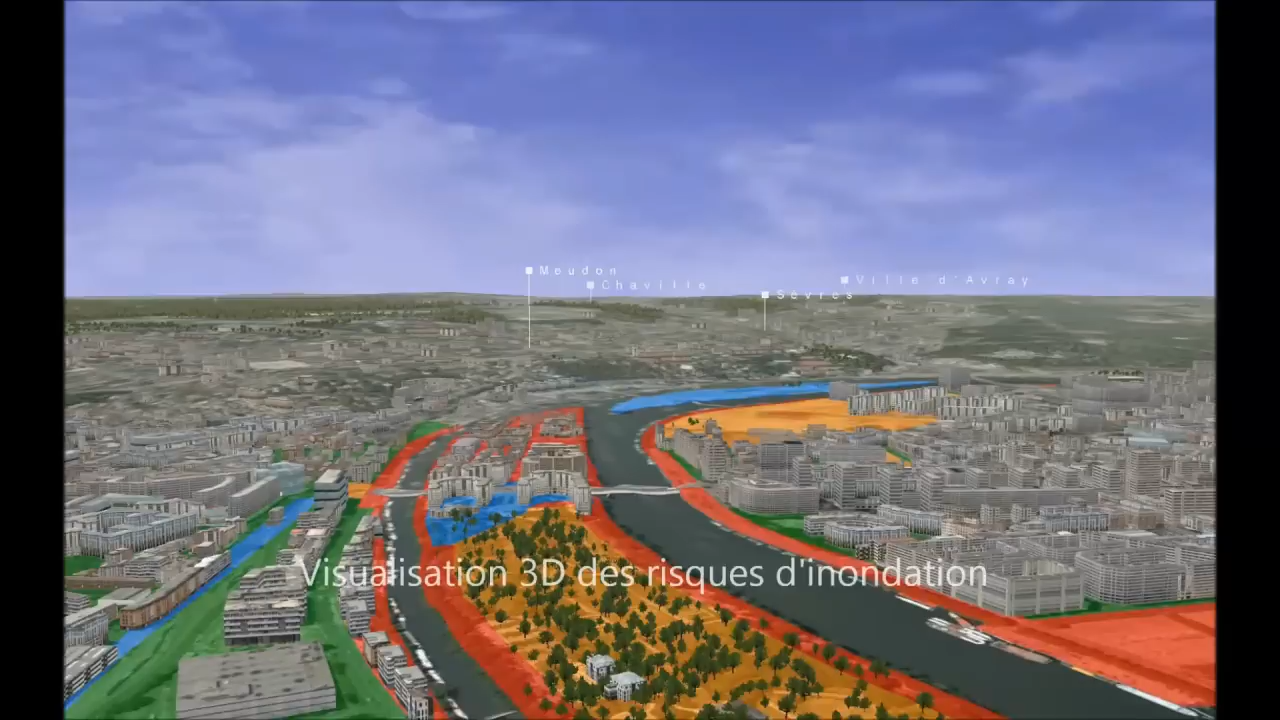 Meudon
Chaville
Ville d'Avray
Sèvres
Visualisation 3D des risques d'inondation